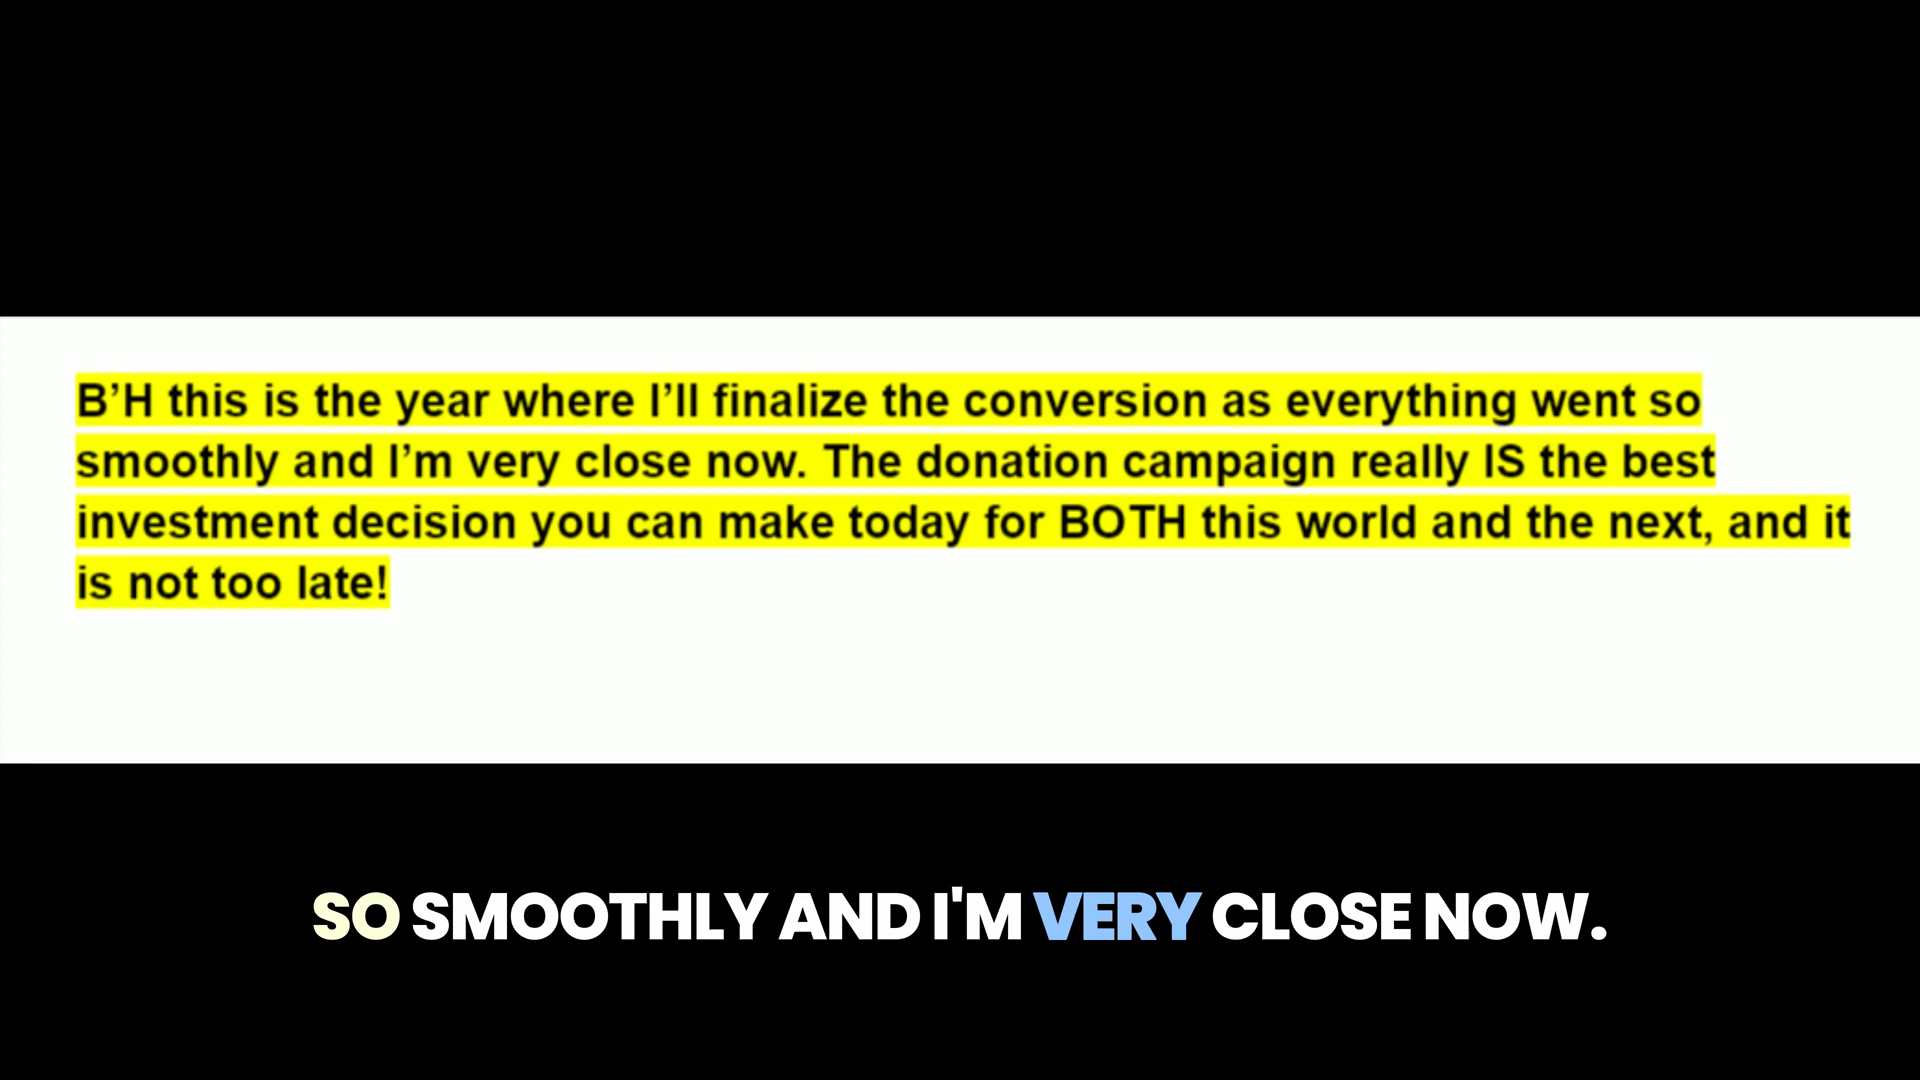 B’H this is the year where I’ll finalize the conversion as everything went so
smoothly and I’m very close now. The donation campaign really IS the best
investment decision you can make today for BOTH this world and the next, and it
is not too late!
SO SMOOTHLY AND I'M VERY CLOSE NOW.